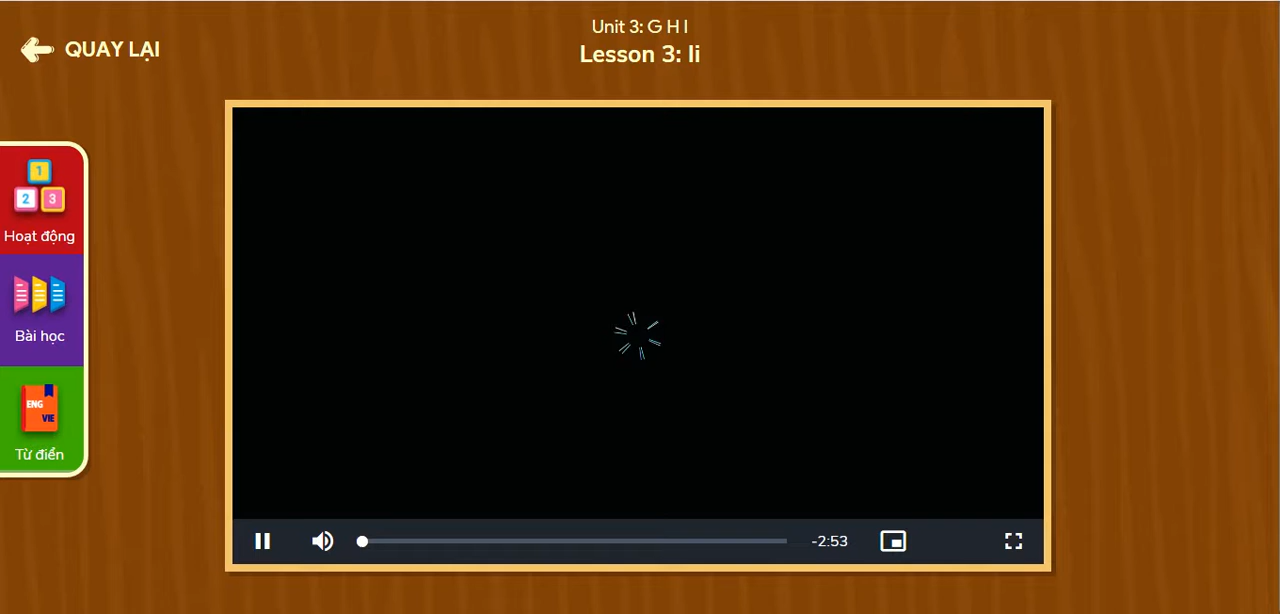 Unit 3: G H I
Lesson 3: Ii
QUAY LẠI
1
2 3
Hoạt động
Bài học
ENG
VIE
Từ điển
-2:53